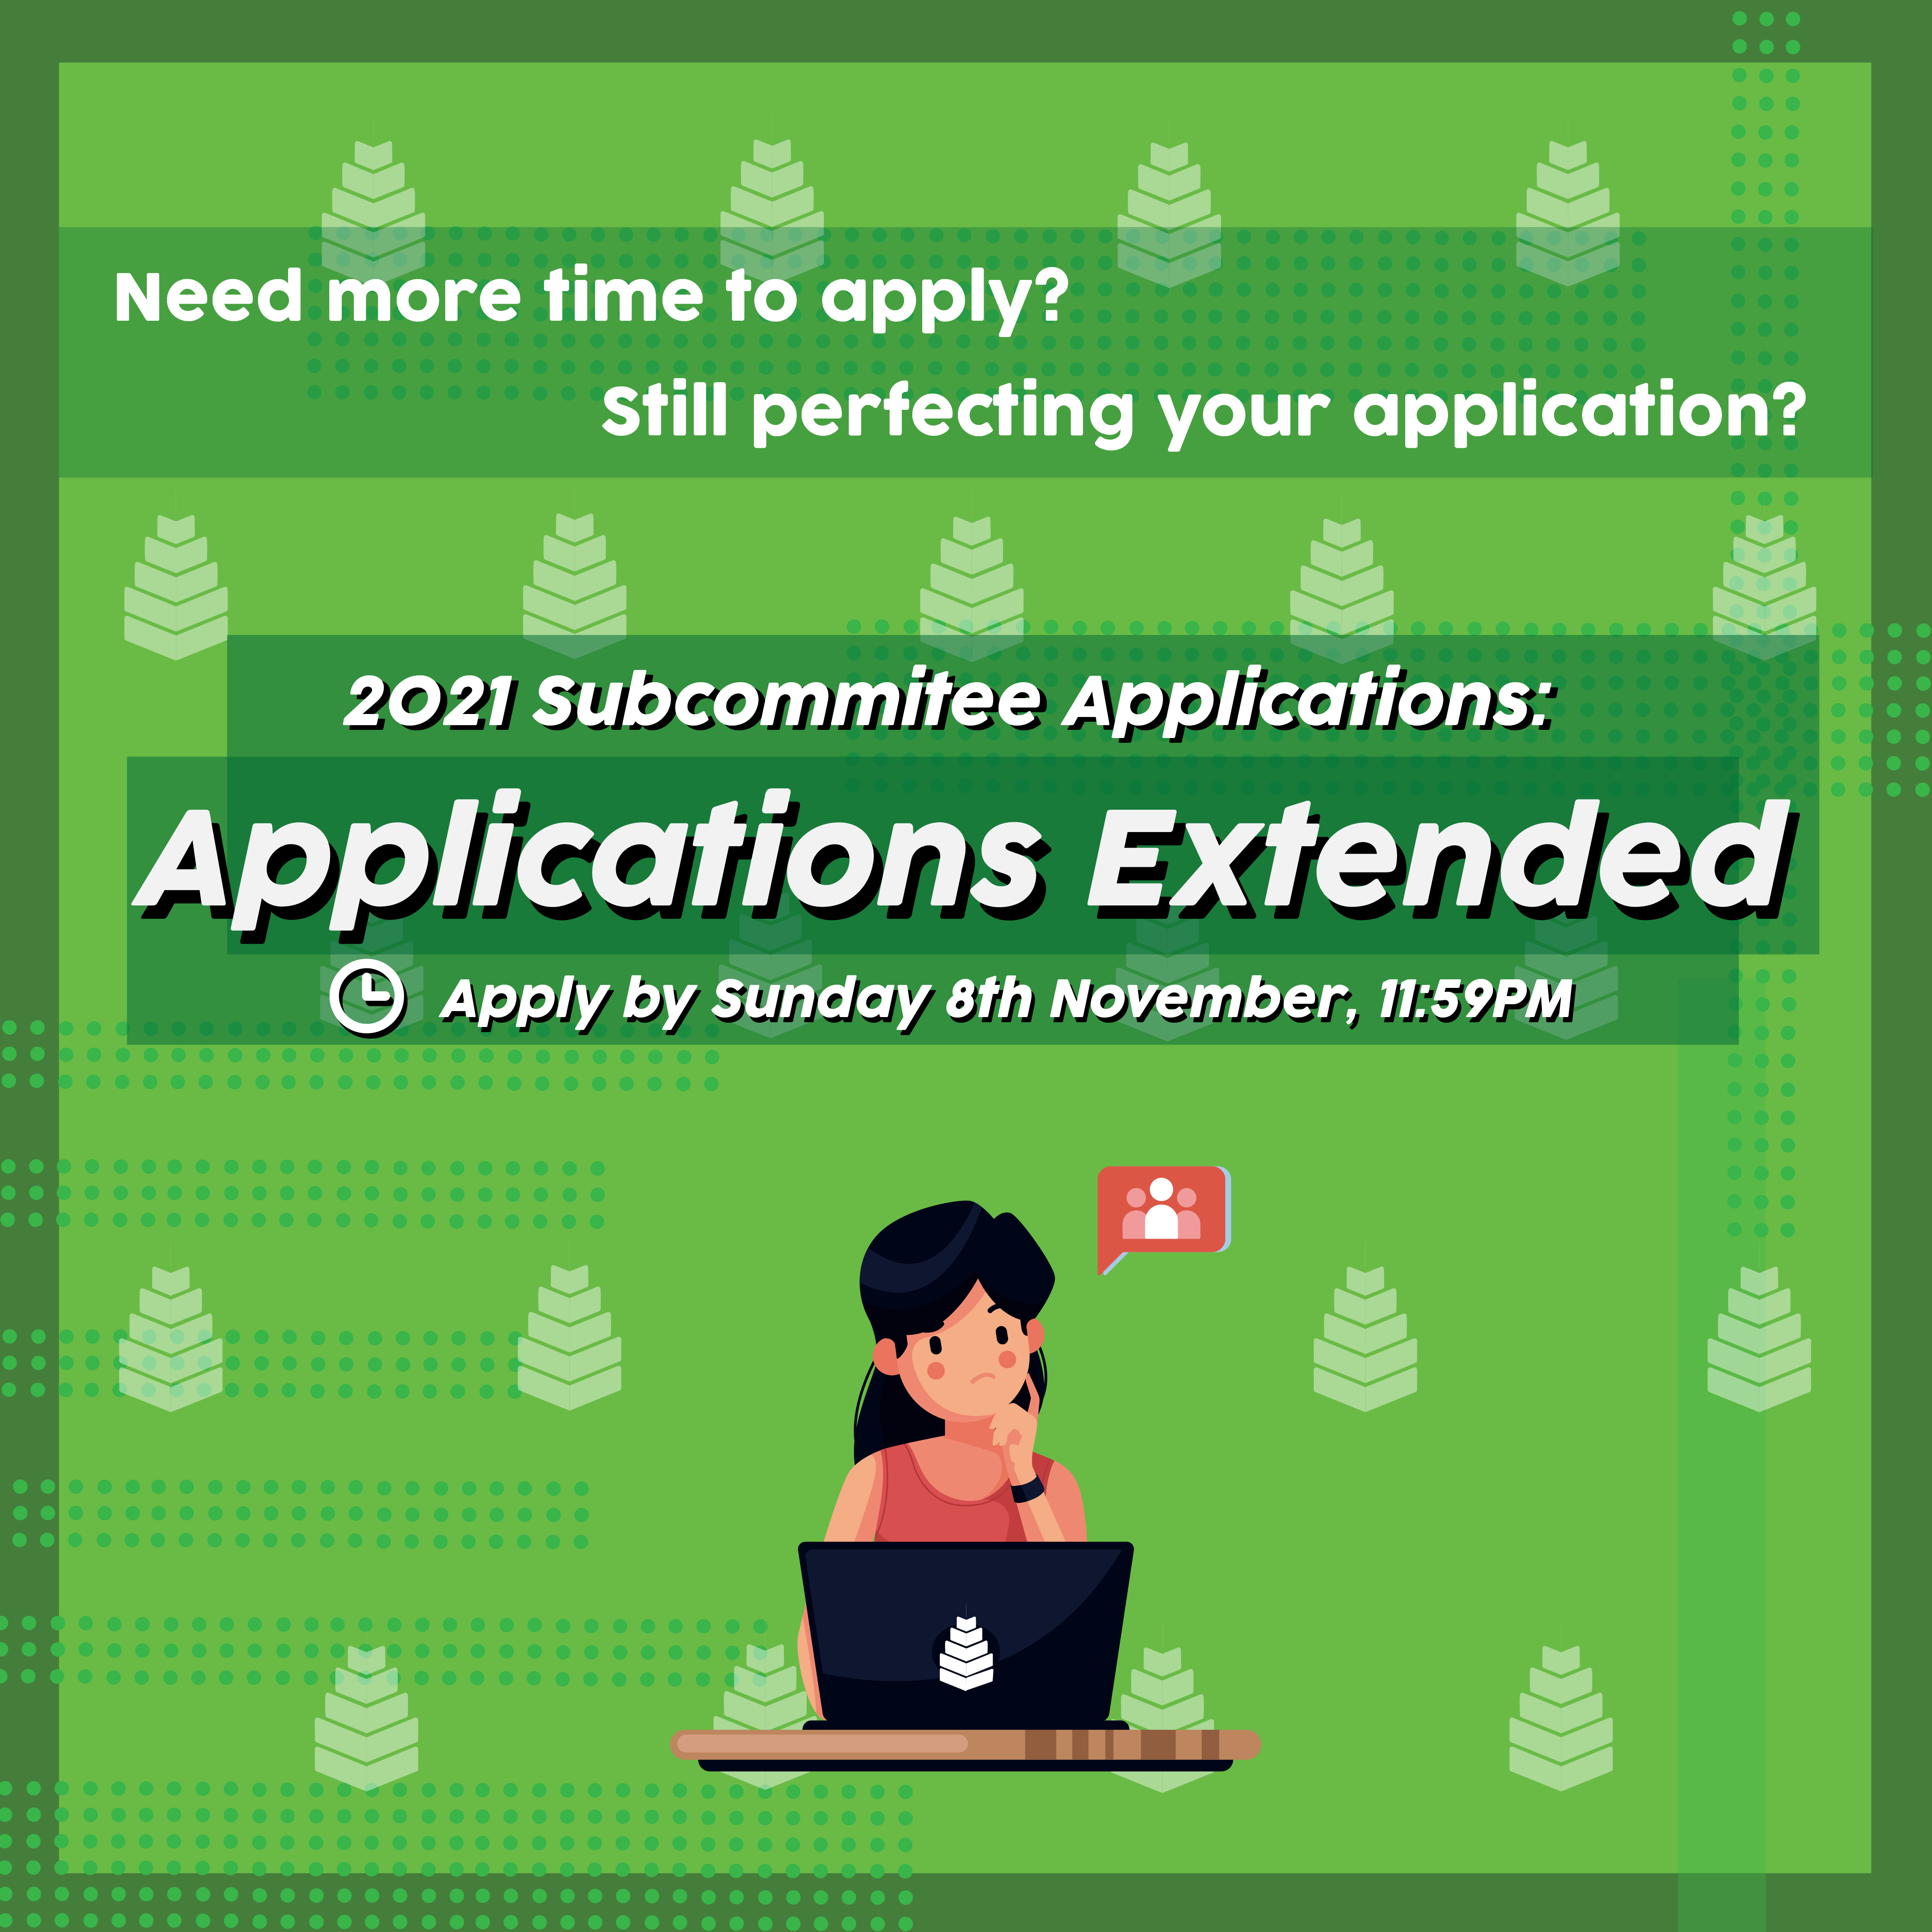 Need more time to apply?
Still perfecting your application?
2021 Subcommitee Applications:
Applications Extended
Apply by Sunday 8th November, 11:59PM